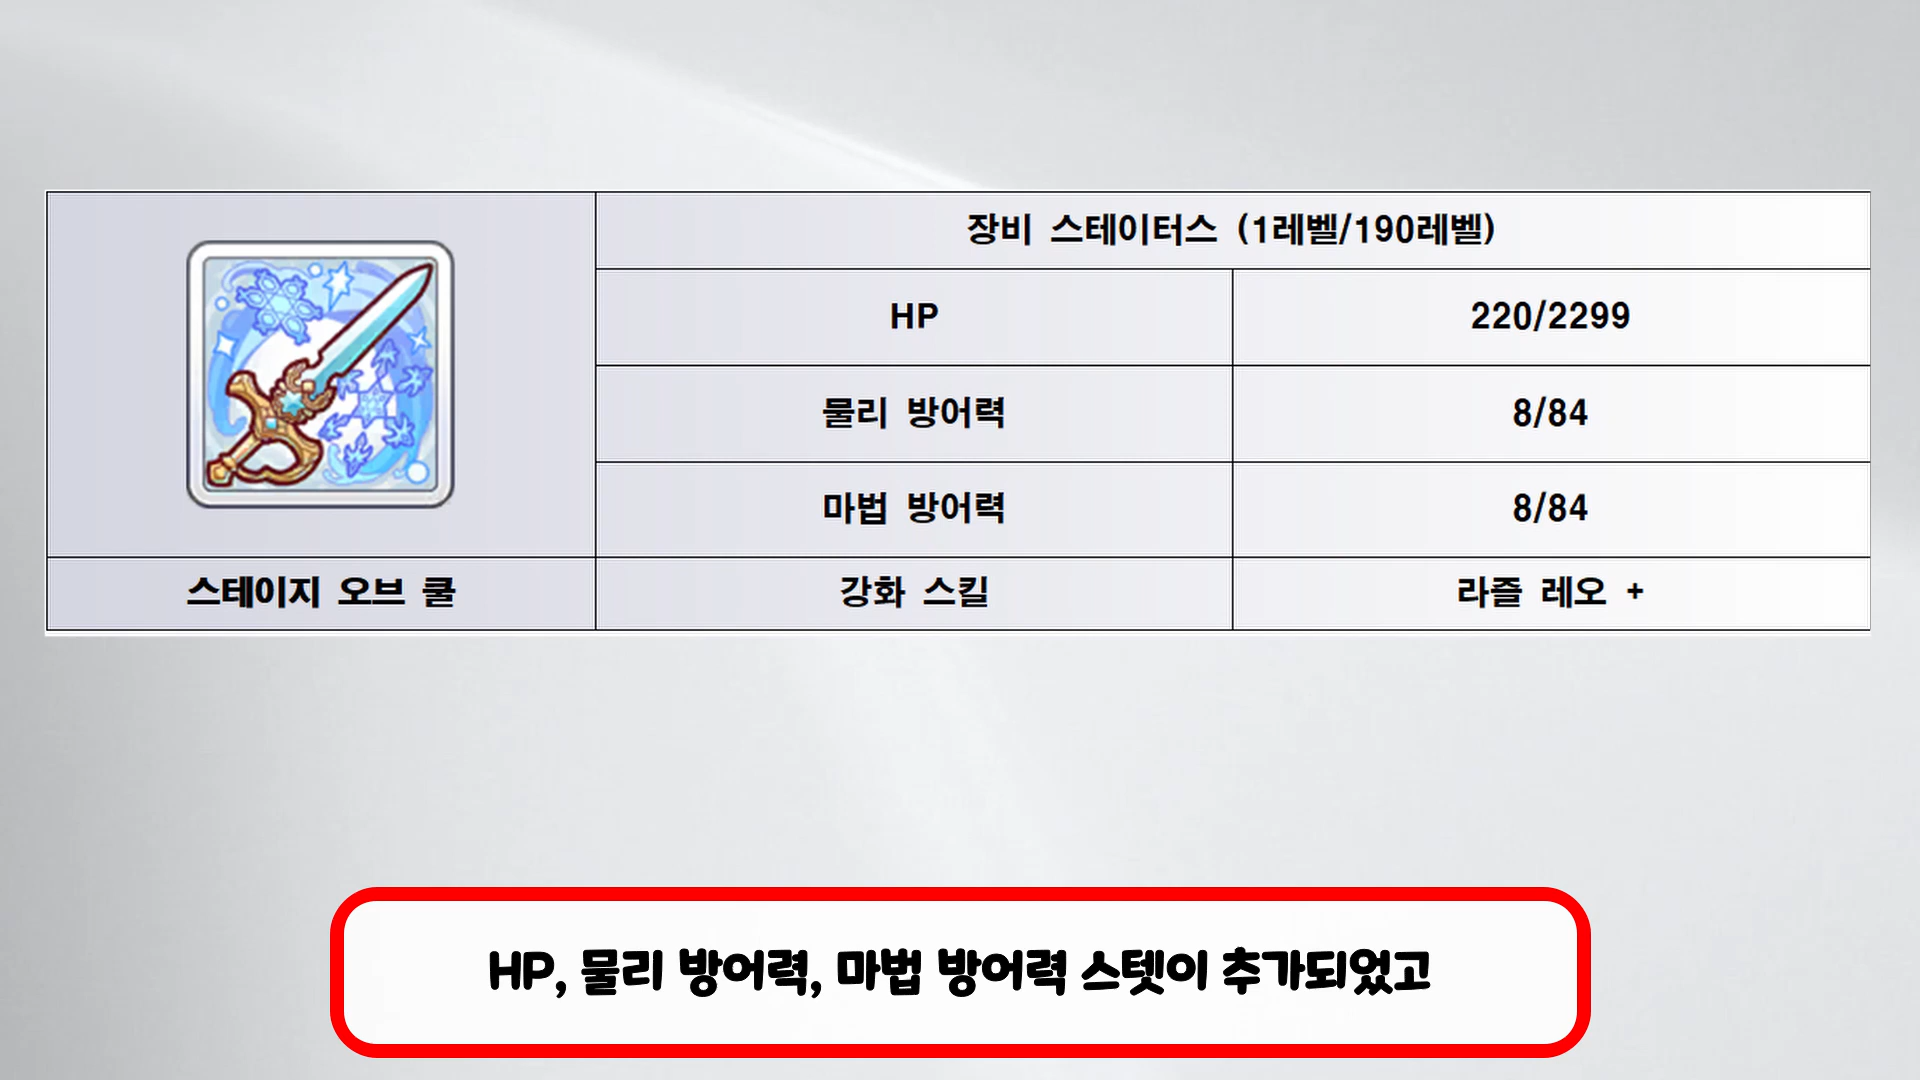 장비 스테이터스 (1레벨/190레벨)
HP 220/2299
물리 방어력 8/84
마법 방어력 8/84
스테이지 오브 쿨 강화 스킬 라즐 레오 +
HP, 물리 방어력, 마법 방어력 스텟이 추가되었고